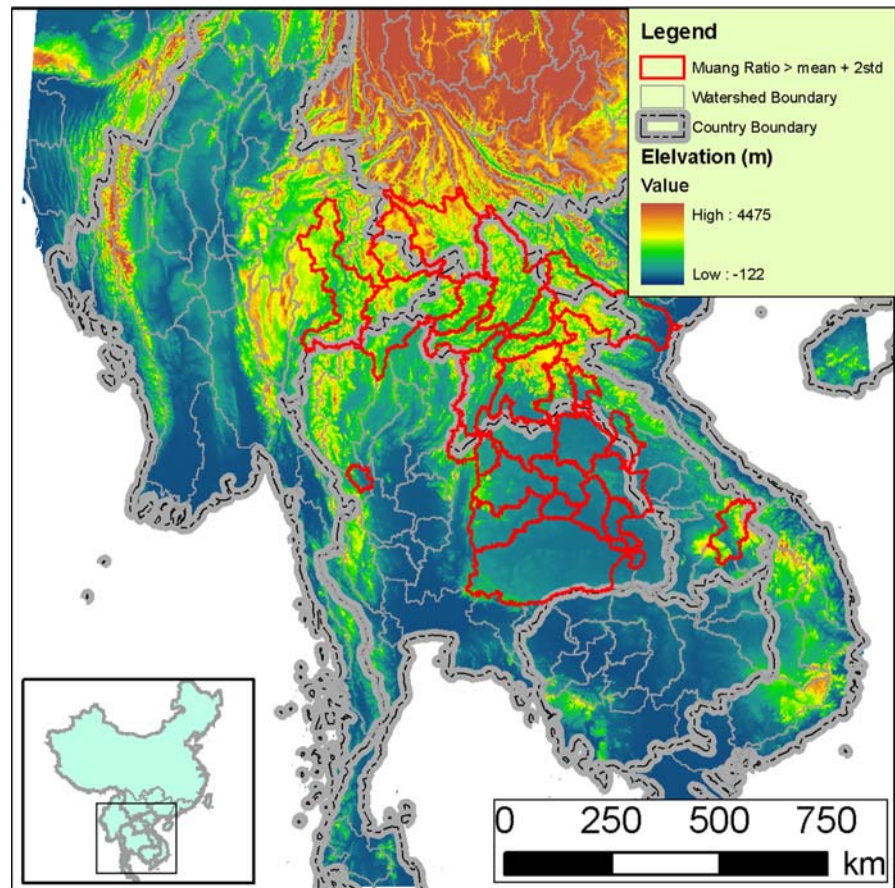 Legend
Muang Ratio > mean + 2std
Watershed Boundary
Country Boundary
Elelvation (m)
Value
High : 4475
Low : -122
0 250 500 750
km